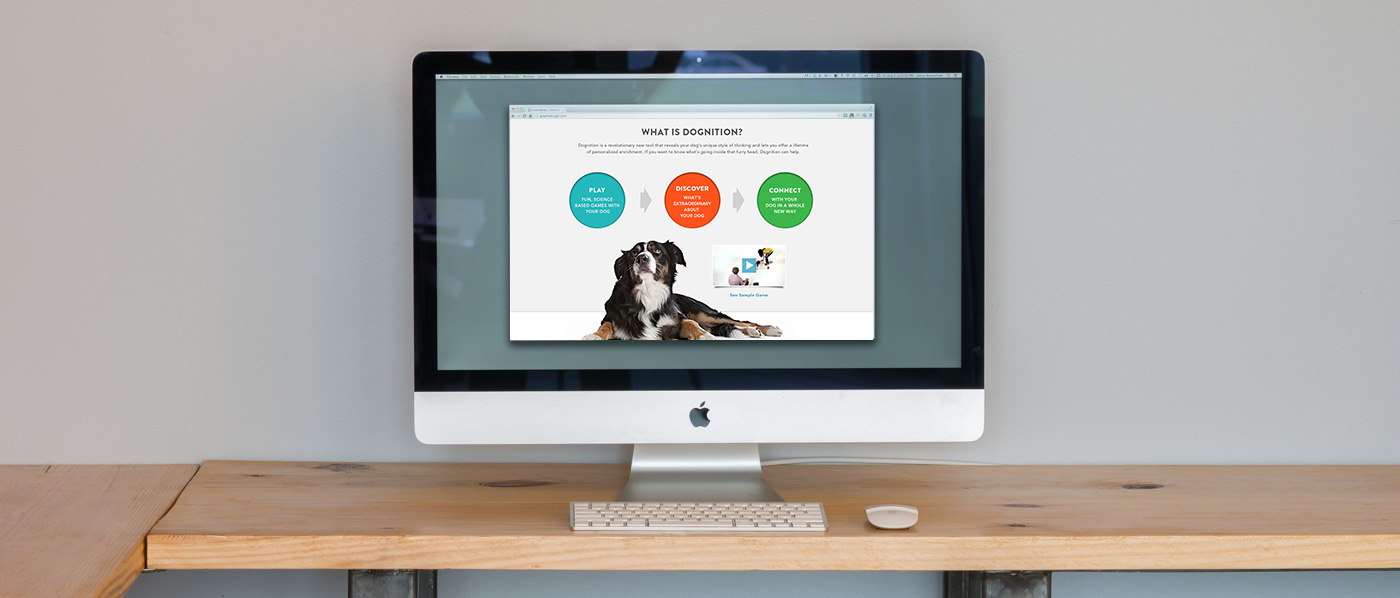 WHAT IS DOGNITION?
Dognition is a revolutionary new tool that reveals your dog's unique style of thinking and lets you offer a lifetime
of personalized enrichment. If you want to know what's going inside that furry head, Dognition can help.
PLAY
FUN, SCIENCE-
BASED GAMES WITH
YOUR DOG
DISCOVER
WHAT'S
EXTRAORDINARY
ABOUT
YOUR DOG
CONNECT
WITH YOUR
DOG IN A WHOLE
NEW WAY
See Sample Game